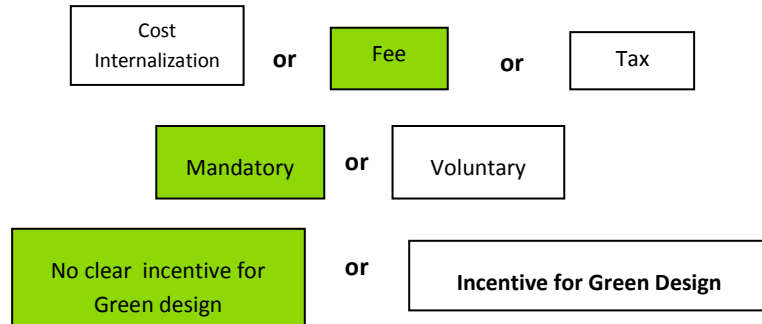 Cost
Internalization
or
Fee
or
Tax
Mandatory
or
Voluntary
No clear incentive for
Green design
or
Incentive for Green Design